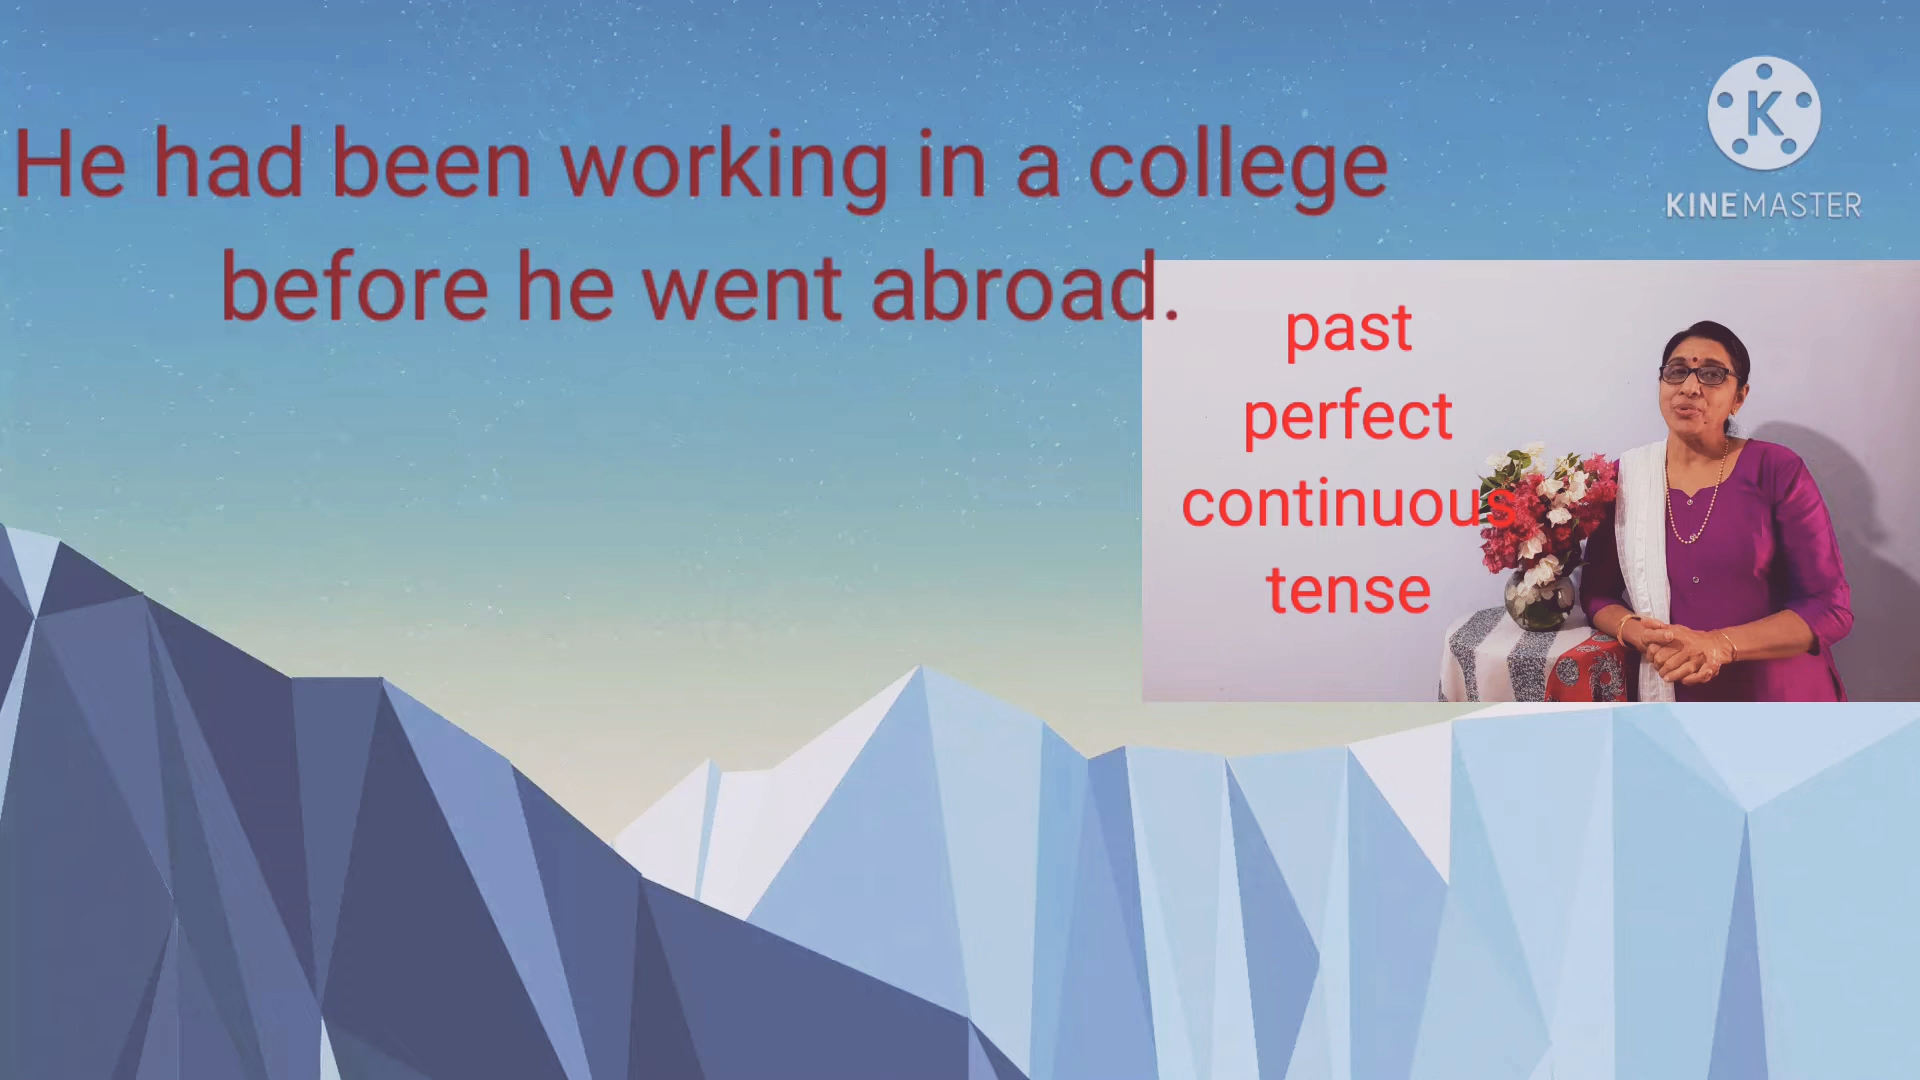 He had been working in a college
before he went abroad.
past
perfect
continuous
tense
K
KINEMASTER